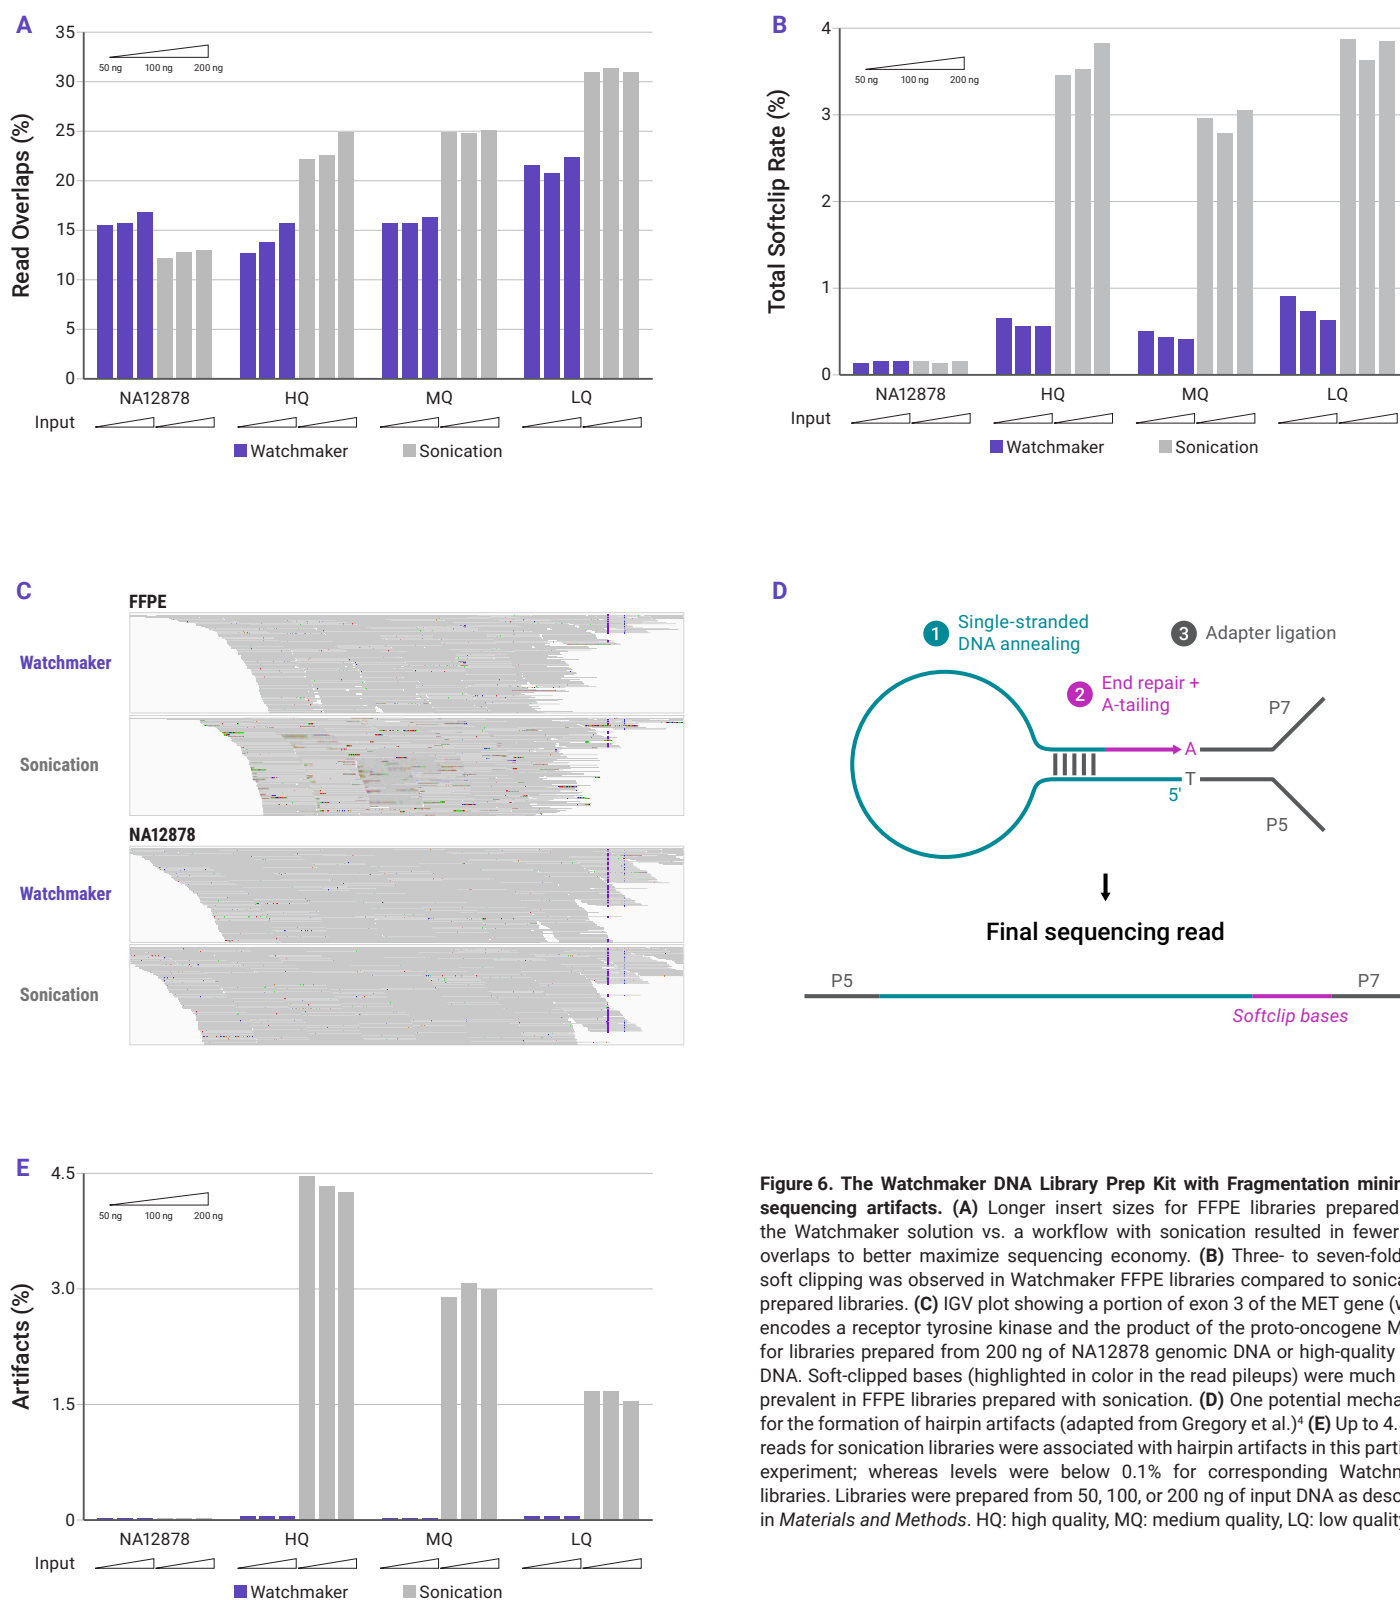 A
35
30
25
20
15
10
5
0
Read Overlaps (%)
50 ng 100 ng 200 ng
NA12878 HQ MQ LQ
Input
Watchmaker Sonication
B
4
3
2
1
0
Total Softclip Rate (%)
50 ng 100 ng 200 ng
NA12878 HQ MQ LQ
Input
Watchmaker Sonication
C
FFPE
Watchmaker
Sonication
NA12878
Watchmaker
Sonication
D
1 Single-stranded
DNA annealing
3 Adapter ligation
2 End repair +
A-tailing
P7
A
T
5'
P5
Final sequencing read
P5 P7
Softclip bases
E
4.5
3.0
1.5
0
Artifacts (%)
50 ng 100 ng 200 ng
NA12878 HQ MQ LQ
Input
Watchmaker Sonication
Figure 6. The Watchmaker DNA Library Prep Kit with Fragmentation
sequencing artifacts. (A) Longer insert sizes for FFPE libraries prepared
the Watchmaker solution vs. a workflow with sonication resulted in fewer
overlaps to better maximize sequencing economy. (B) Three- to seven-fold
soft clipping was observed in Watchmaker FFPE libraries compared to
prepared libraries. (C) IGV plot showing a portion of exon 3 of the MET gene
encodes a receptor tyrosine kinase and the product of the proto-oncogene
for libraries prepared from 200 ng of NA12878 genomic DNA or high-quality
DNA. Soft-clipped bases (highlighted in color in the read pileups) were much
prevalent in FFPE libraries prepared with sonication. (D) One potential
for the formation of hairpin artifacts (adapted from Gregory et al.)⁴ (E) Up to
reads for sonication libraries were associated with hairpin artifacts in this
experiment; whereas levels were below 0.1% for corresponding
libraries. Libraries were prepared from 50, 100, or 200 ng of input DNA as
in Materials and Methods. HQ: high quality, MQ: medium quality, LQ: low quality